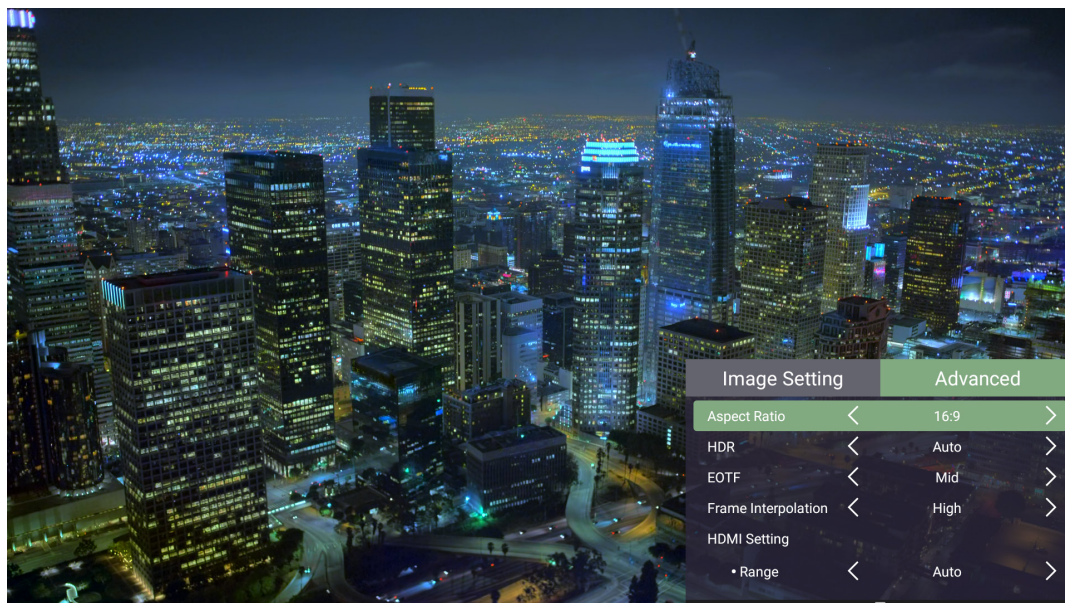 Image Setting Advanced
Aspect Ratio 16:9
HDR Auto
EOTF Mid
Frame Interpolation High
HDMI Setting
• Range Auto